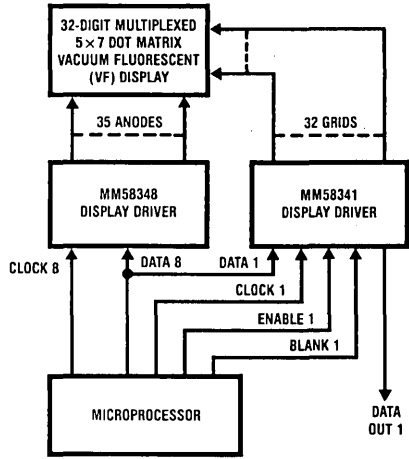 32-DIGIT MULTIPLEXED
5×7 DOT MATRIX
VACUUM FLUORESCENT
(VF) DISPLAY
35 ANODES
32 GRIDS
MM58348
DISPLAY DRIVER
MM58341
DISPLAY DRIVER
CLOCK 8
DATA 8
DATA 1
CLOCK 1
ENABLE 1
BLANK 1
MICROPROCESSOR
DATA
OUT 1